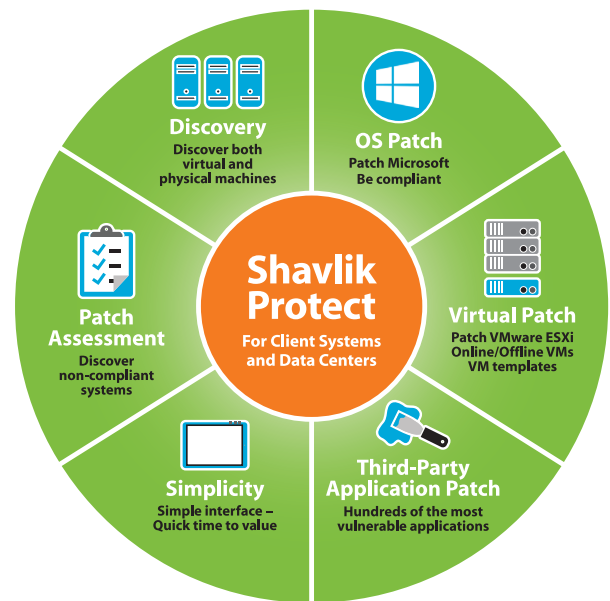 Discovery
Discover both
virtual and
physical machines
OS Patch
Patch Microsoft
Be compliant
Virtual Patch
Patch VMware ESXi
Online/Offline VMs
VM templates
Third-Party
Application Patch
Hundreds of the most
vulnerable applications
Simplicity
Simple interface –
Quick time to value
Patch
Assessment
Discover
non-compliant
systems
Shavlik
Protect
For Client Systems
and Data Centers